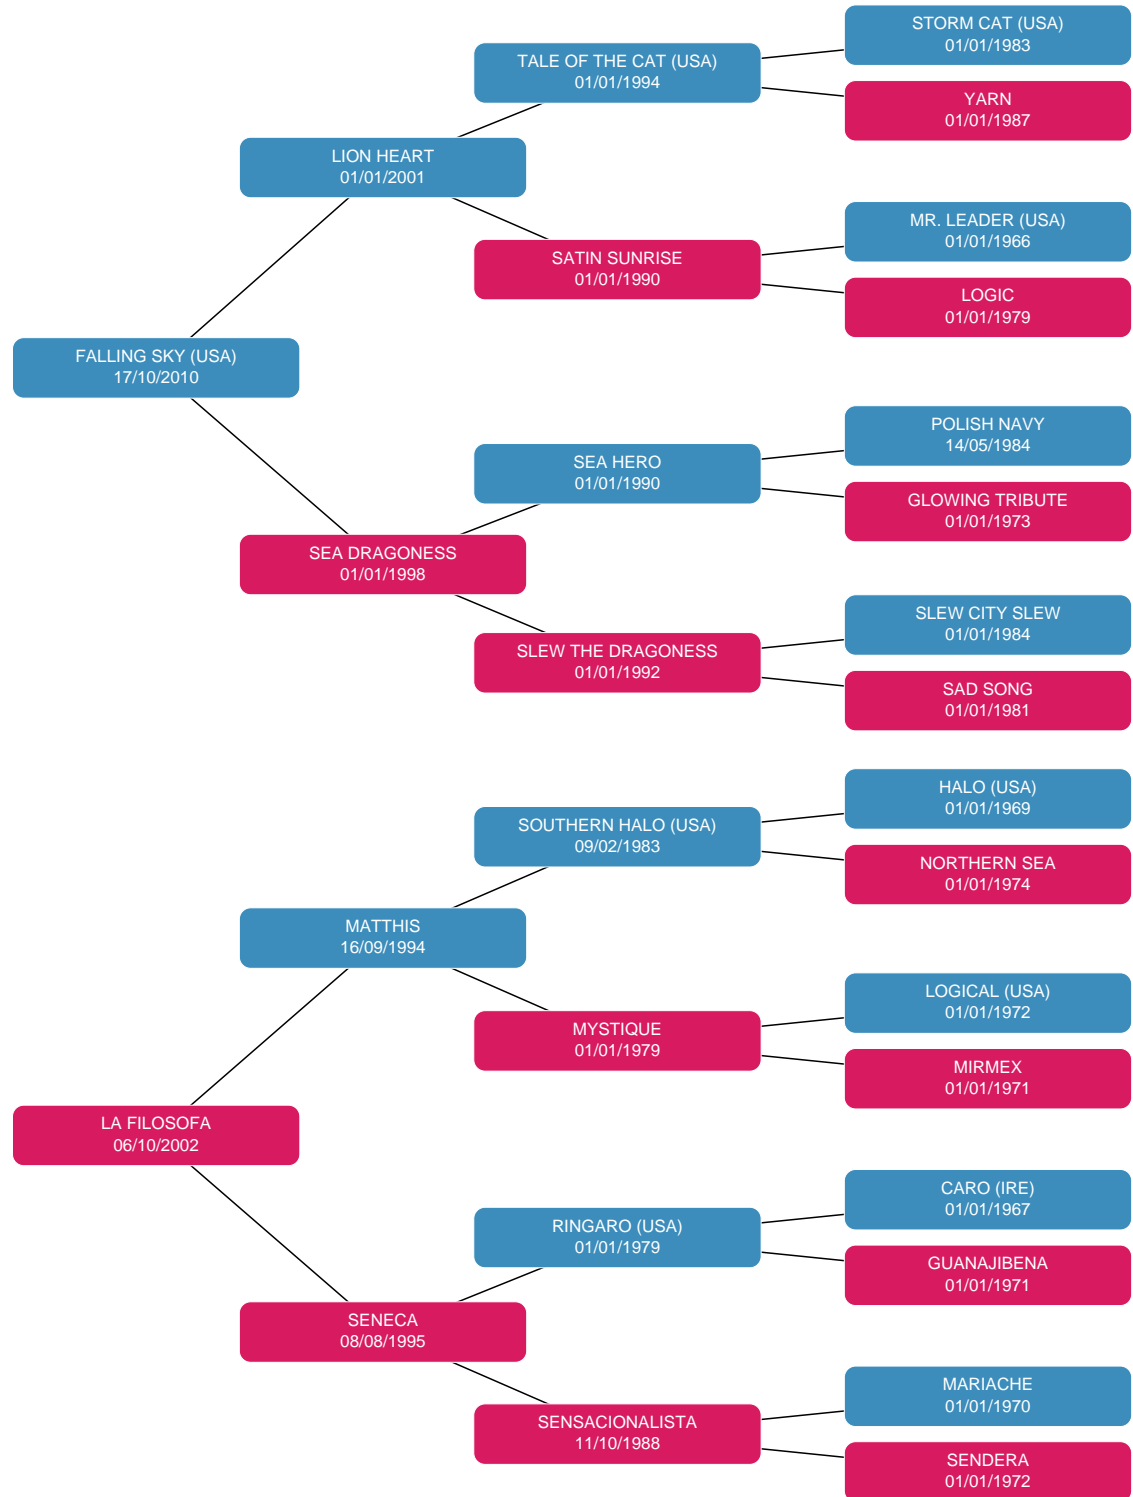 STORM CAT (USA)
01/01/1983
TALE OF THE CAT (USA)
01/01/1994
YARN
01/01/1987
LION HEART
01/01/2001
MR. LEADER (USA)
01/01/1966
SATIN SUNRISE
01/01/1990
LOGIC
01/01/1979
FALLING SKY (USA)
17/10/2010
POLISH NAVY
14/05/1984
SEA HERO
01/01/1990
GLOWING TRIBUTE
01/01/1973
SEA DRAGONESS
01/01/1998
SLEW CITY SLEW
01/01/1984
SLEW THE DRAGONESS
01/01/1992
SAD SONG
01/01/1981
HALO (USA)
01/01/1969
SOUTHERN HALO (USA)
09/02/1983
NORTHERN SEA
01/01/1974
MATTHIS
16/09/1994
LOGICAL (USA)
01/01/1972
MYSTIQUE
01/01/1979
MIRMEX
01/01/1971
LA FILOSOFA
06/10/2002
CARO (IRE)
01/01/1967
RINGARO (USA)
01/01/1979
GUANAJIBENA
01/01/1971
SENECA
08/08/1995
MARIACHE
01/01/1970
SENSACIONALISTA
11/10/1988
SENDERA
01/01/1972